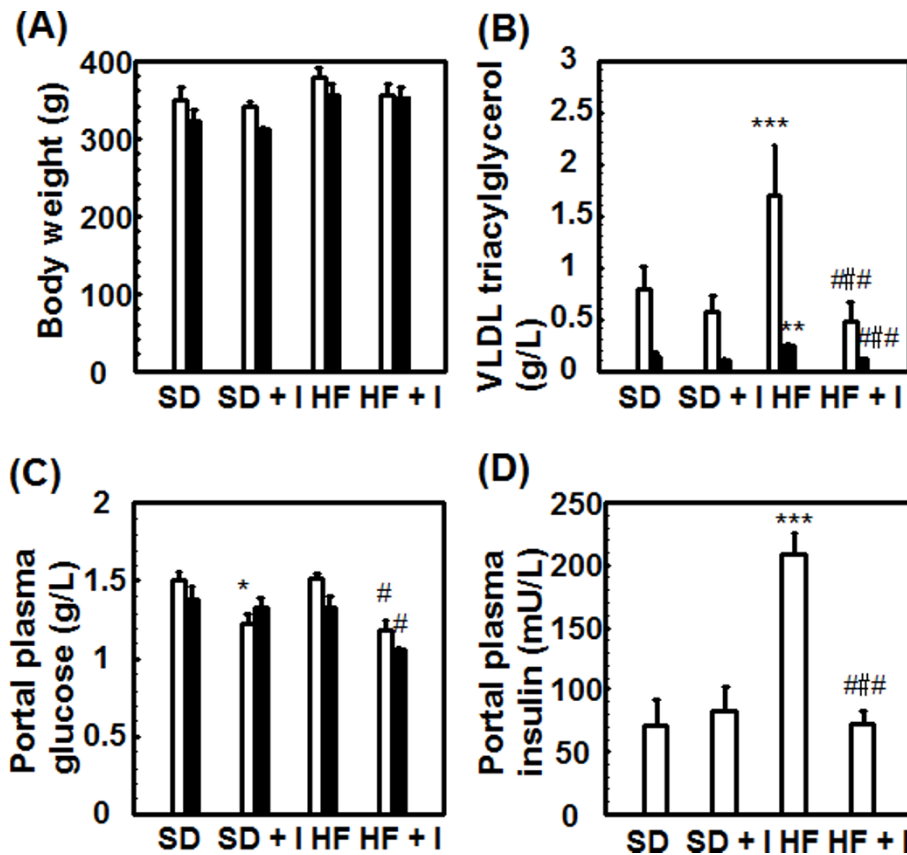 (A)
Body weight (g)
400
300
200
100
0
SD SD + I HF HF + I
(B)
VLDL triacylglycerol
(g/L)
3
2.5
2
1.5
1
0.5
0
***
**
###
###
SD SD + I HF HF + I
(C)
Portal plasma
glucose (g/L)
2
1.5
1
0.5
0
*
#
#
SD SD + I HF HF + I
(D)
Portal plasma
insulin (mU/L)
250
200
150
100
50
0
***
###
SD SD + I HF HF + I